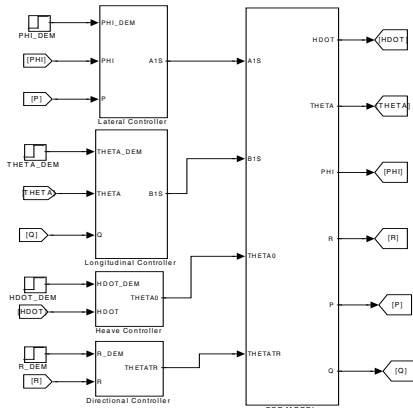 PHI_DEM
[PHI]
[P]
PHI_DEM
PHI
P
A1S
Lateral Controller
THETA_DEM
[THETA]
[Q]
THETA_DEM
THETA
Q
B1S
Longitudinal Controller
HDOT_DEM
[HDOT]
HDOT_DEM
HDOT
THETA0
Heave Controller
R_DEM
[R]
R_DEM
R
THETATR
Directional Controller
A1S
B1S
THETA0
THETATR
HDOT
THETA
PHI
R
P
Q
[HDOT]
[THETA]
[PHI]
[R]
[P]
[Q]